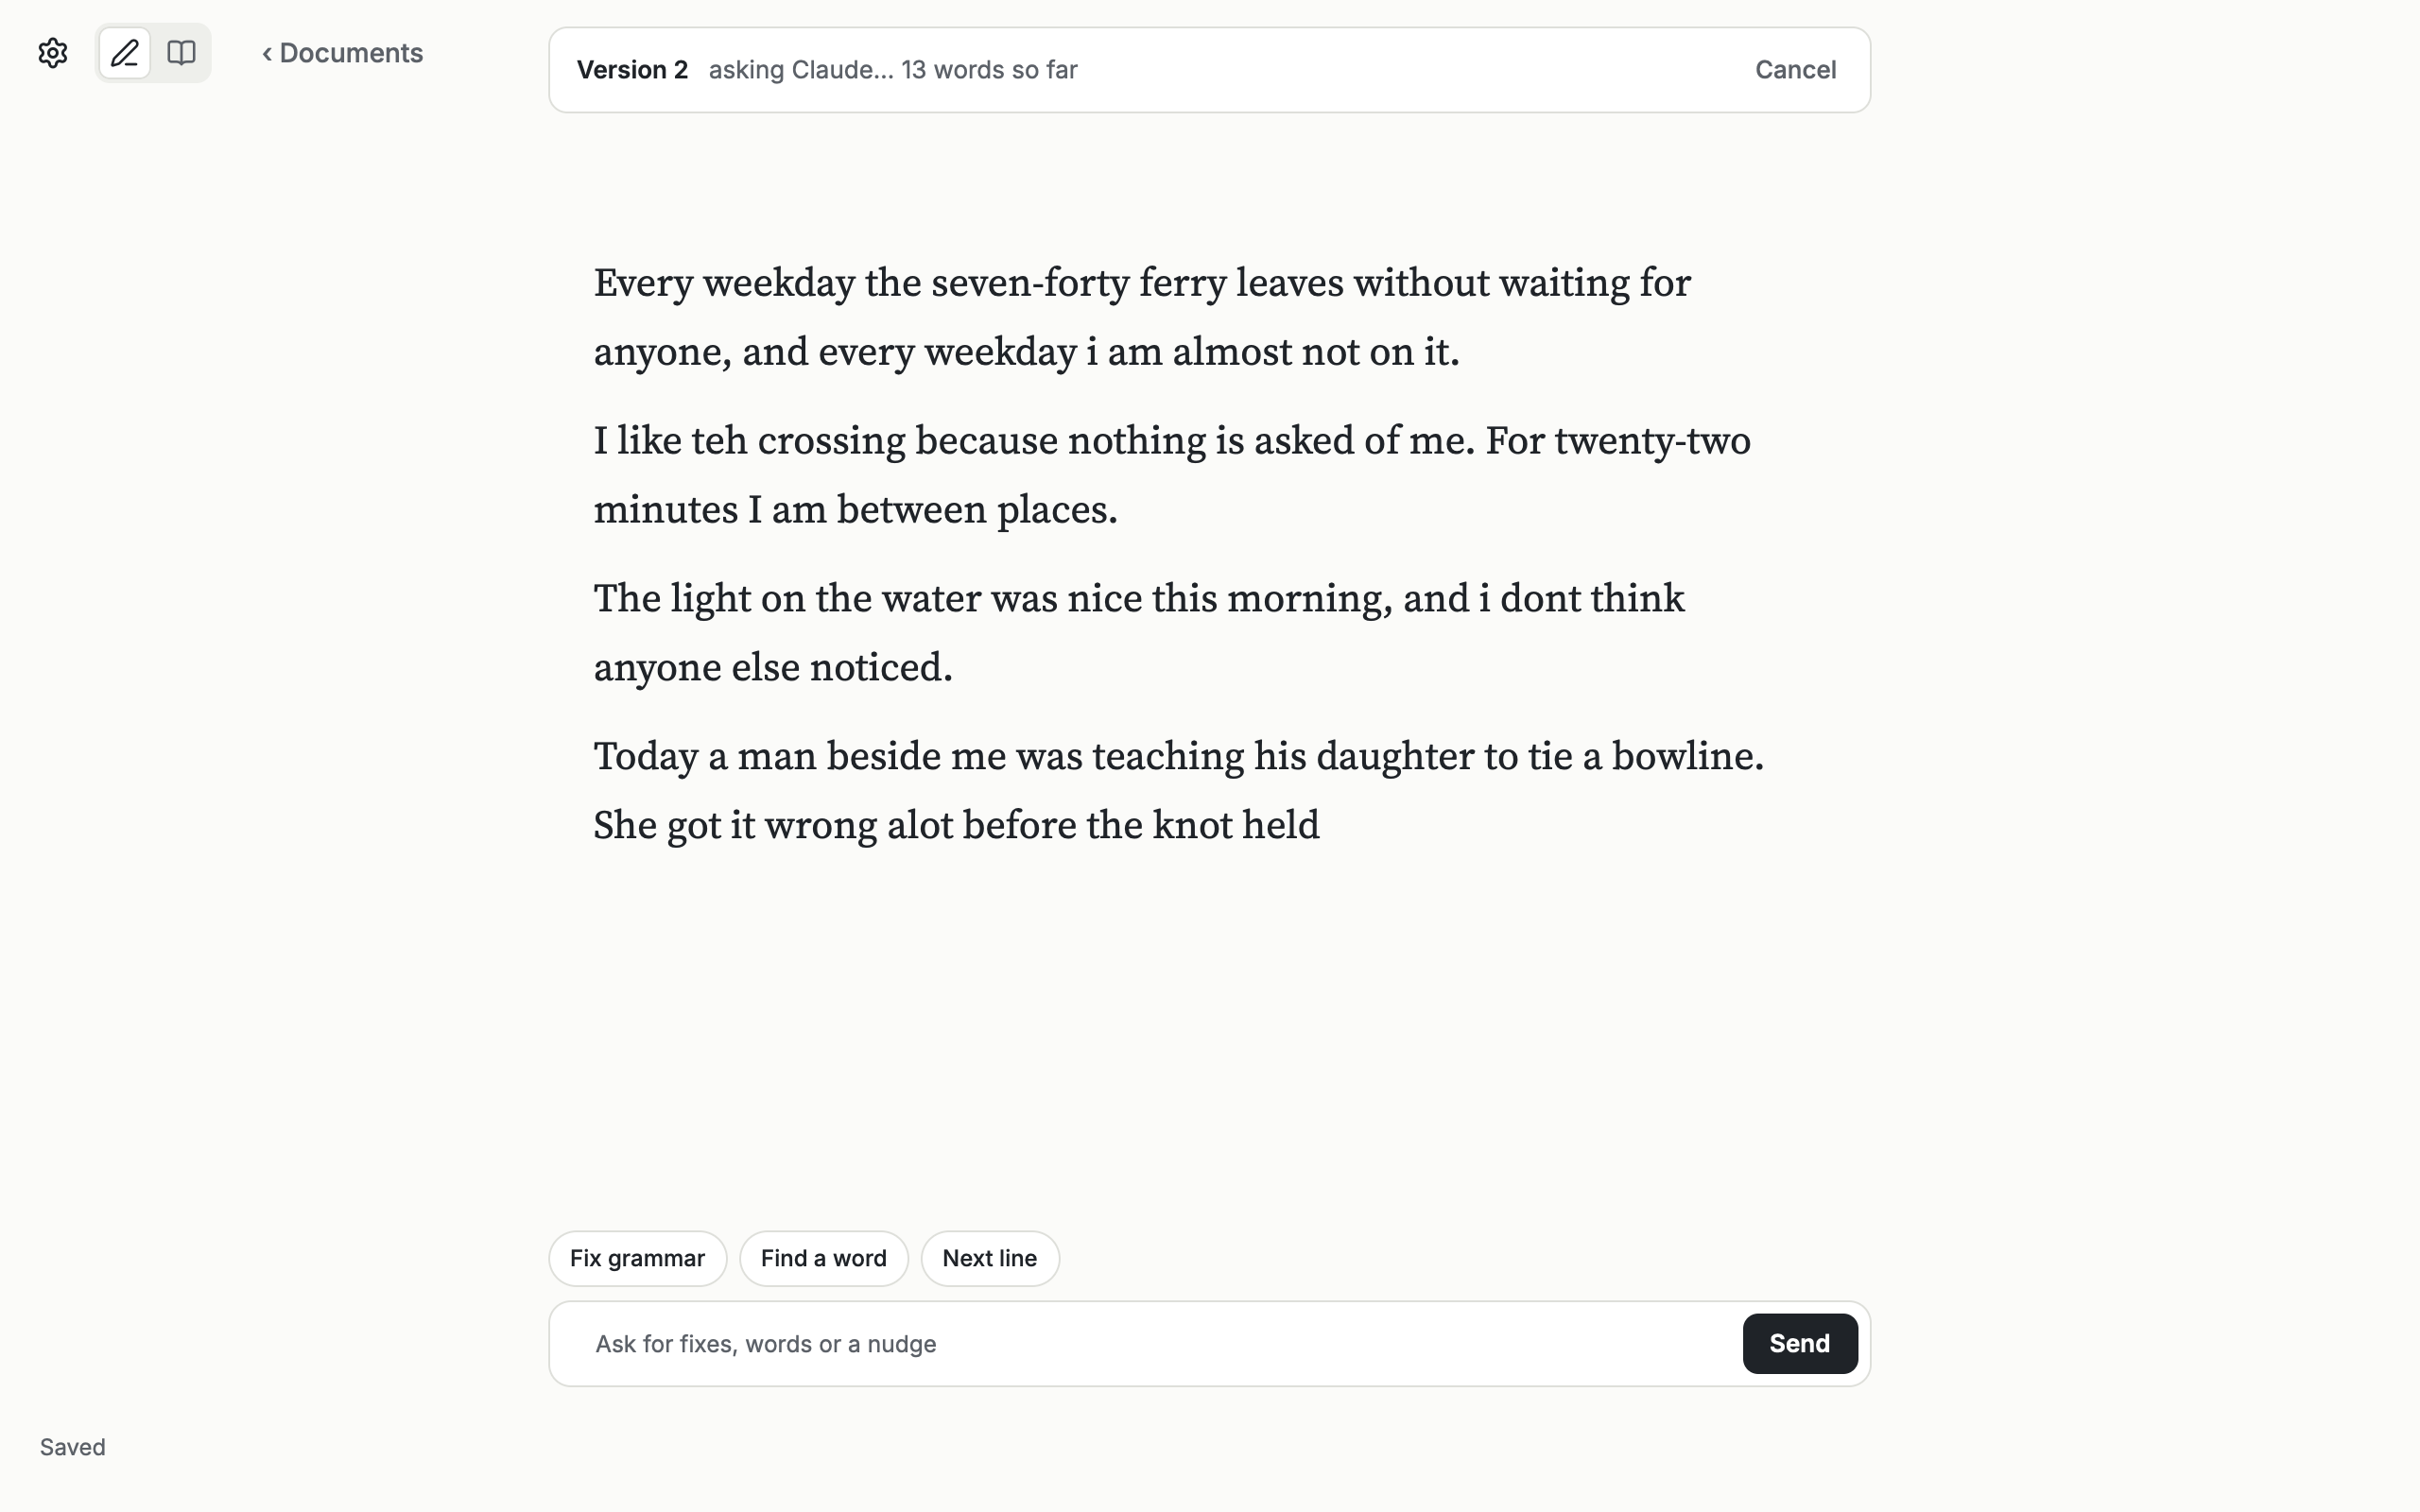 ‹ Documents
Version 2 asking Claude... 13 words so far
Cancel
Every weekday the seven-forty ferry leaves without waiting for
anyone, and every weekday i am almost not on it.
I like teh crossing because nothing is asked of me. For twenty-two
minutes I am between places.
The light on the water was nice this morning, and i dont think
anyone else noticed.
Today a man beside me was teaching his daughter to tie a bowline.
She got it wrong alot before the knot held
Fix grammar
Find a word
Next line
Ask for fixes, words or a nudge
Send
Saved